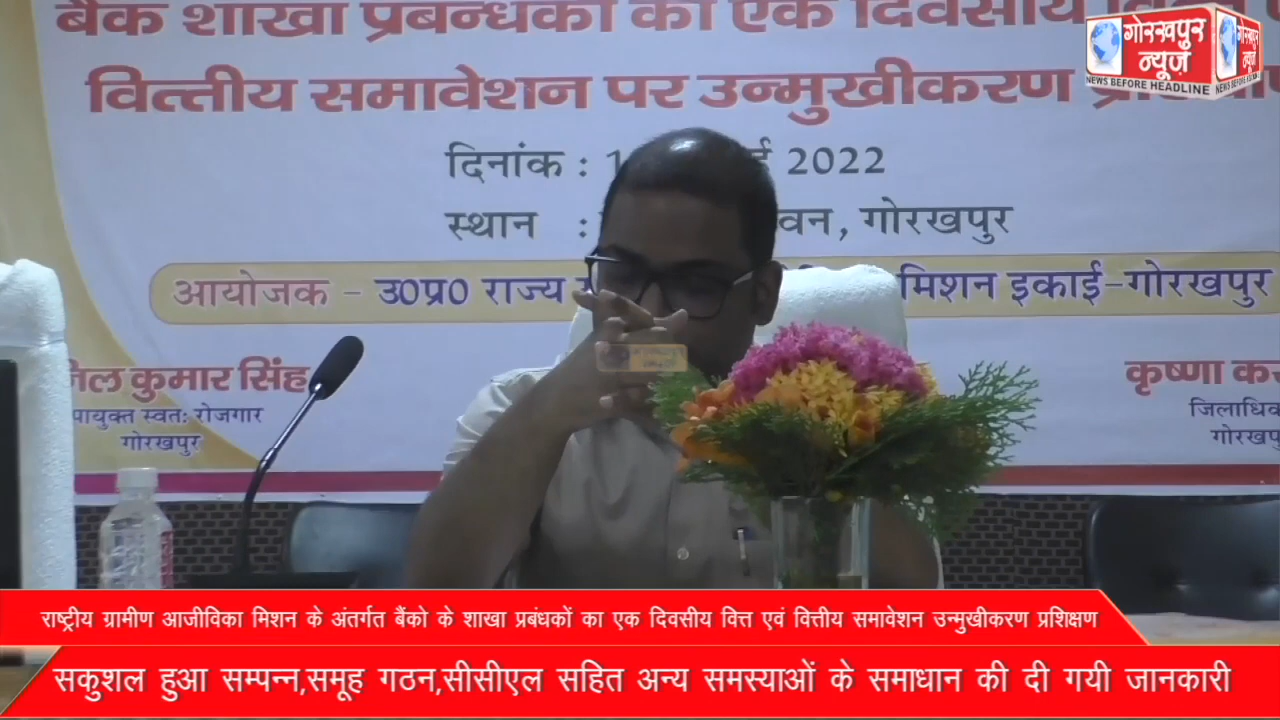 बैंक शाखा प्रबन्धकों का एक दिवसीय
गोरखपुर
न्यूज़
NEWS BEFORE HEADLINE
वित्तीय समावेशन पर उन्मुखीकरण
दिनांक : 2022
स्थान : गोरखपुर
आयोजक - उ0प्र0 राज्य मिशन इकाई-गोरखपुर
कुमार सिंह
स्वतः रोजगार
गोरखपुर
कृष्णा
राष्ट्रीय ग्रामीण आजीविका मिशन के अंतर्गत बैंको के शाखा प्रबंधकों का एक दिवसीय वित्त एवं वित्तीय समावेशन उन्मुखीकरण प्रशिक्षण
सकुशल हुआ सम्पन्न,समूह गठन,सीसीएल सहित अन्य समस्याओं के समाधान की दी गयी जानकारी